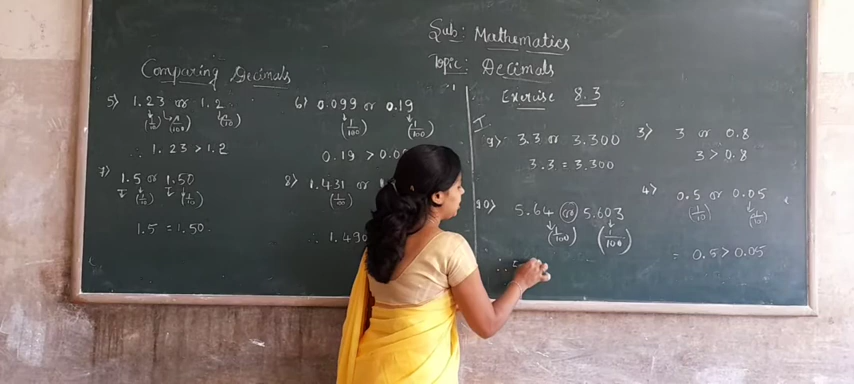 Sub: Mathematics
Topic: Decimals
Comparing Decimals
Exercise 8.3
5) 1.23 or 1.2
(1/10) (1/100) (1/10)
∴ 1.23 > 1.2
6) 0.099 or 0.19
(1/100) (1/100)
0.19 > 0.0
7) 1.5 or 1.50
(1/10) (1/10)
1.5 = 1.50
8) 1.431 or 1
(1/100)
∴ 1.490
I.
9) 3.3 or 3.300
3.3 = 3.300
10) 5.64 or 5.603
(1/100) (1/100)
∴ 5
3) 3 or 0.8
3 > 0.8
4) 0.5 or 0.05
(1/10) (1/10)
= 0.5 > 0.05